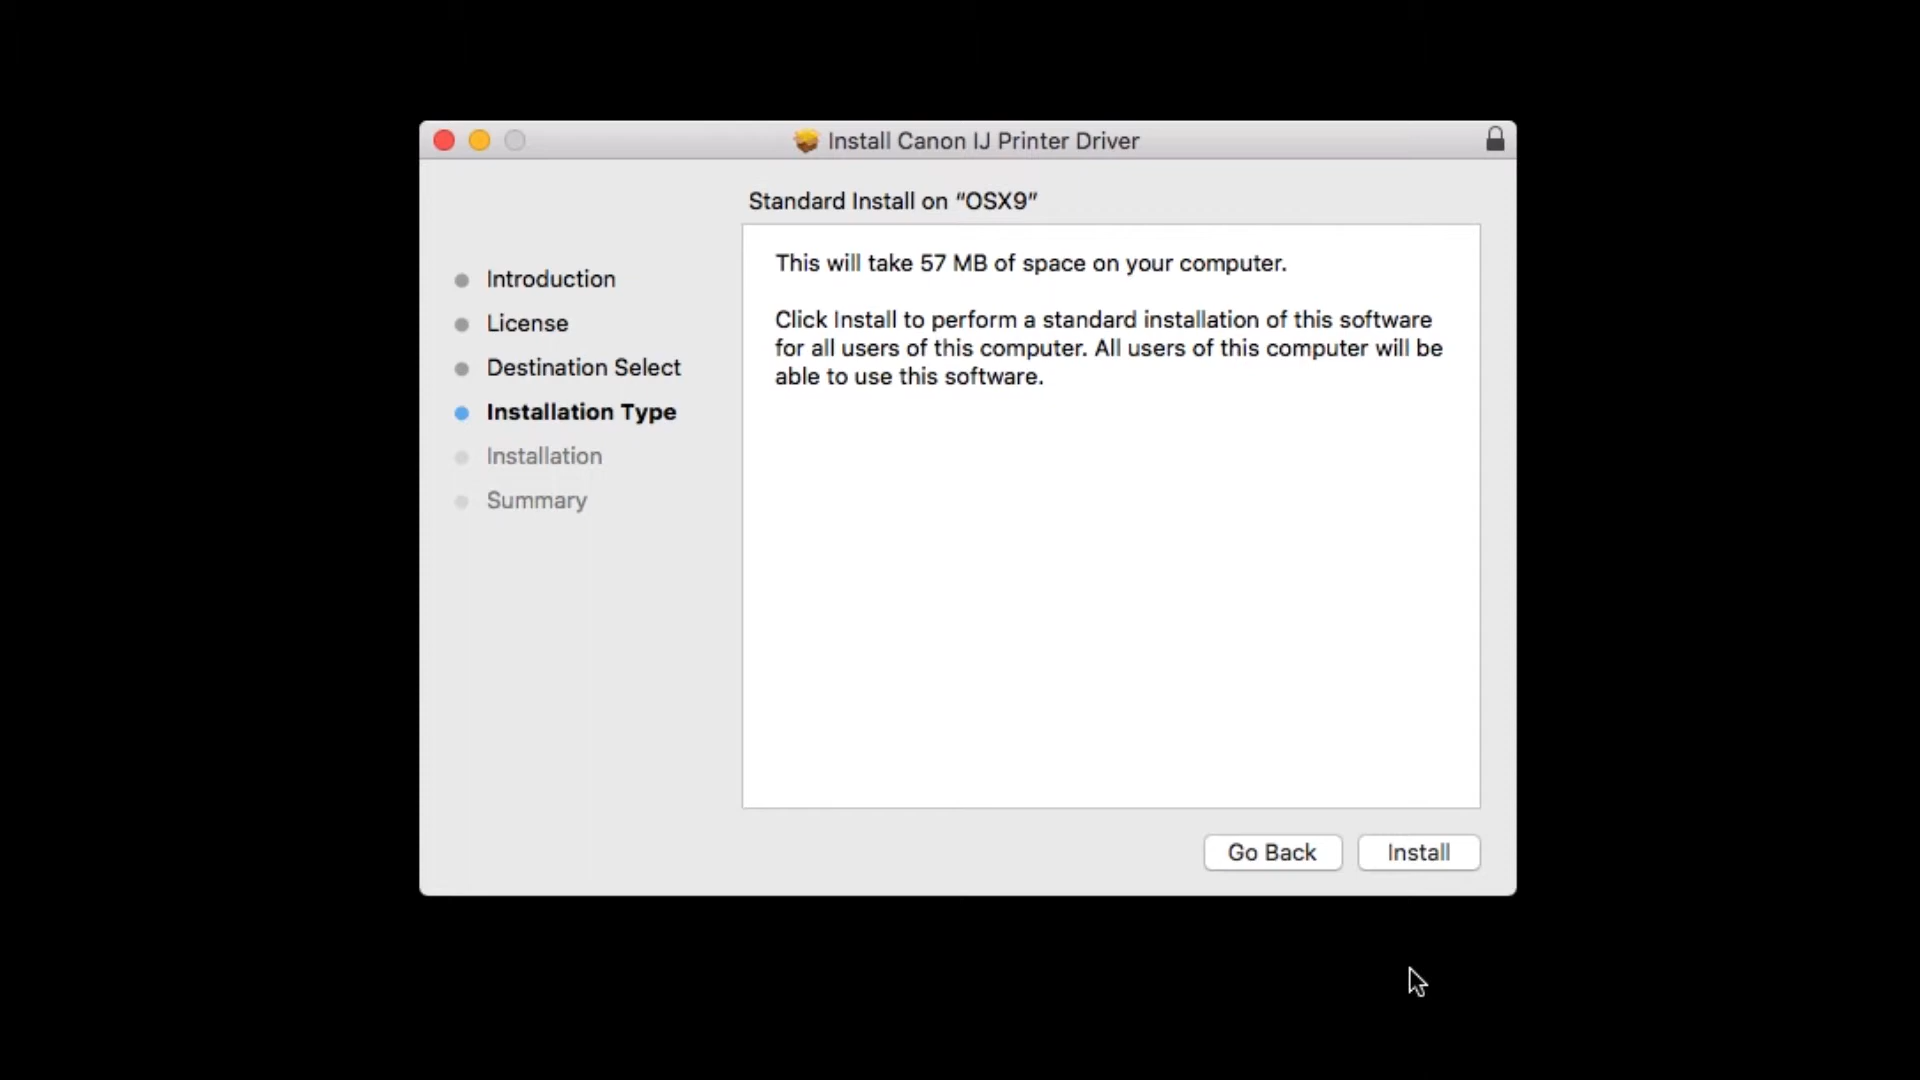 Install Canon IJ Printer Driver
Standard Install on “OSX9”
Introduction
License
Destination Select
Installation Type
Installation
Summary
This will take 57 MB of space on your computer.
Click Install to perform a standard installation of this software
for all users of this computer. All users of this computer will be
able to use this software.
Go Back
Install